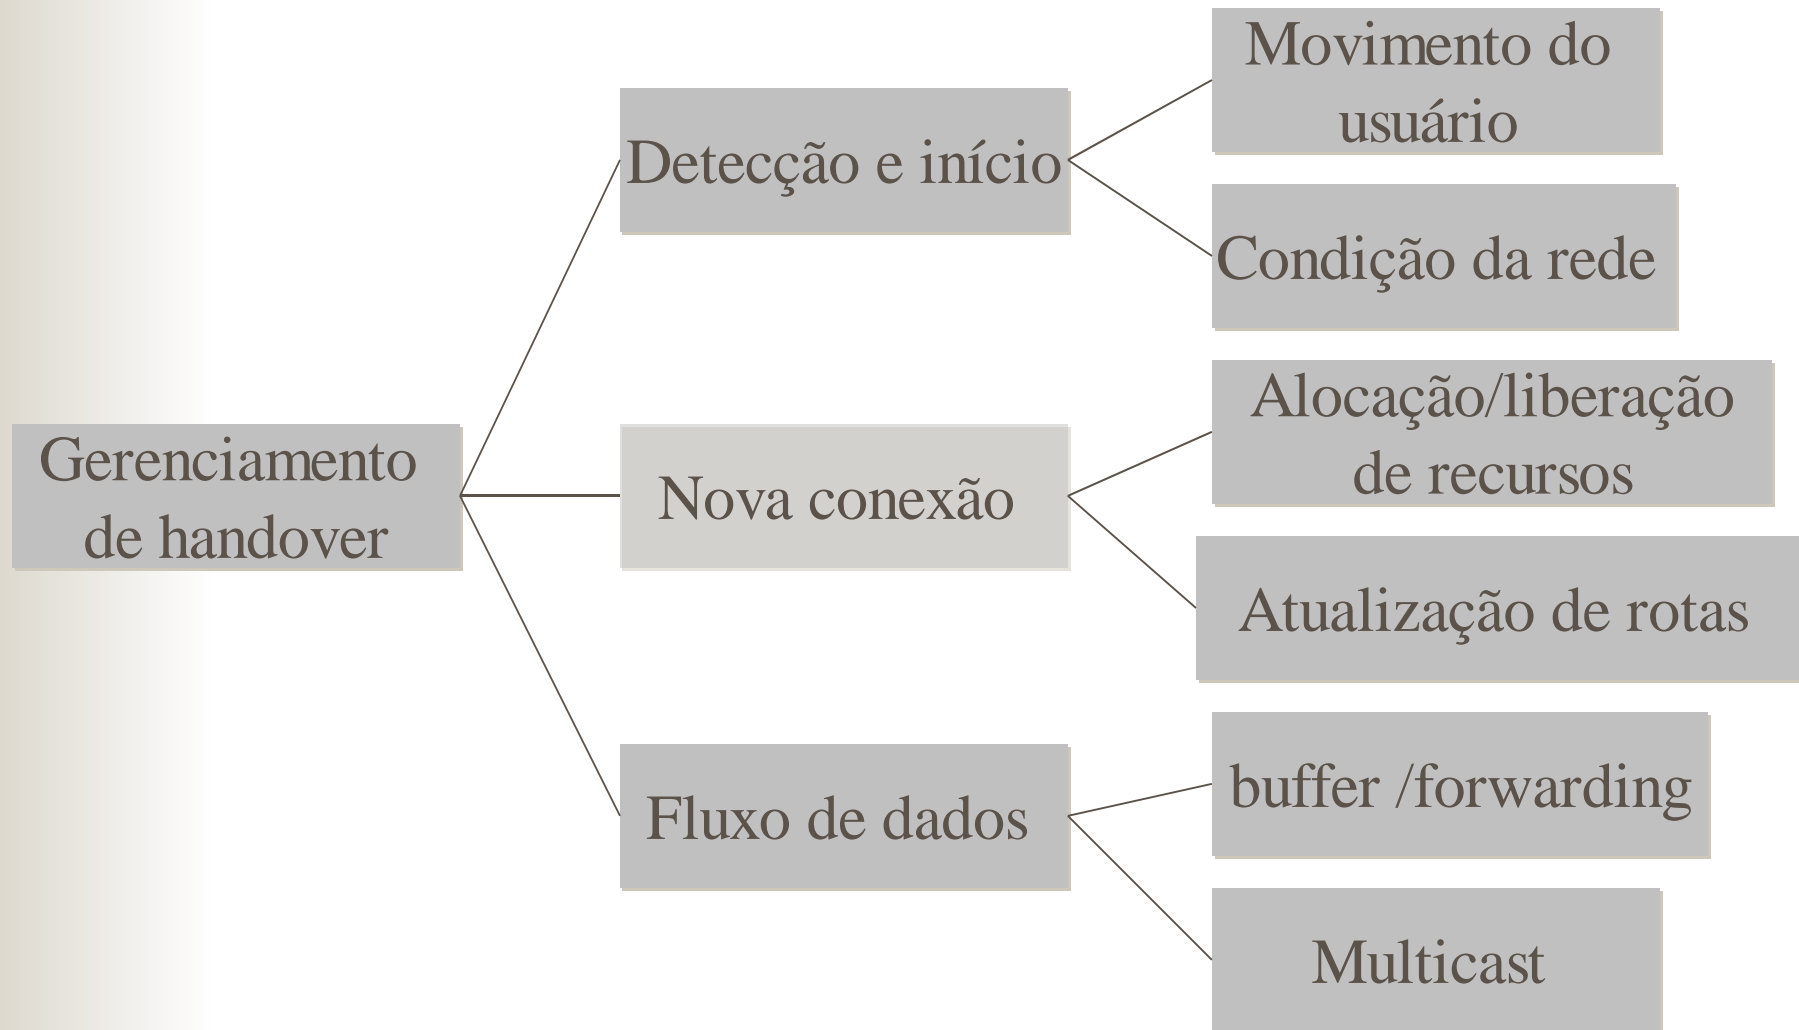 Movimento do
usuário
Detecção e início
Condição da rede
Alocação/liberação
de recursos
Gerenciamento
de handover
Nova conexão
Atualização de rotas
buffer /forwarding
Fluxo de dados
Multicast